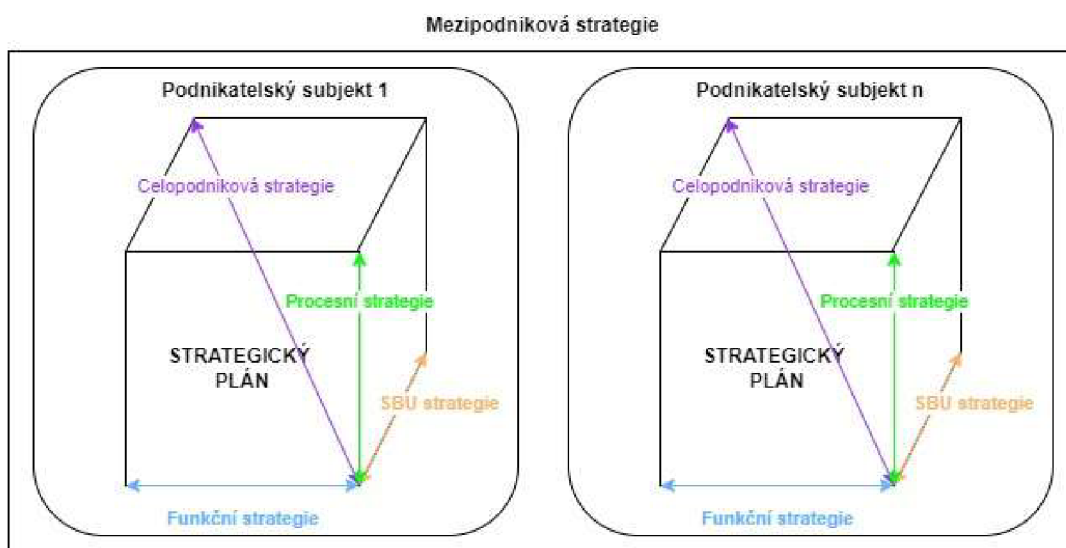 Mezipodniková strategie
Podnikatelský subjekt 1
Celopodniková strategie
Procesní strategie
STRATEGICKÝ
PLÁN
SBU strategie
Funkční strategie
Podnikatelský subjekt n
Celopodniková strategie
Procesní strategie
STRATEGICKÝ
PLÁN
SBU strategie
Funkční strategie